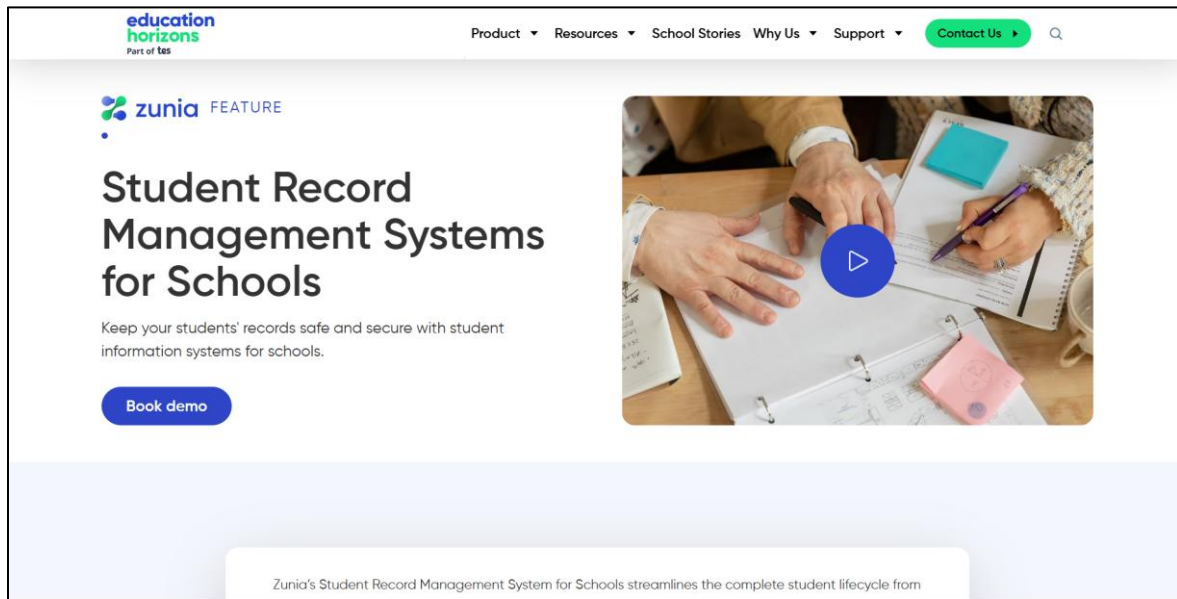 education
horizons
Part of tes
Product Resources School Stories Why Us Support Contact Us
zunia FEATURE
Student Record
Management Systems
for Schools
Keep your students' records safe and secure with student
information systems for schools.
Book demo
Zunia's Student Record Management System for Schools streamlines the complete student lifecycle from